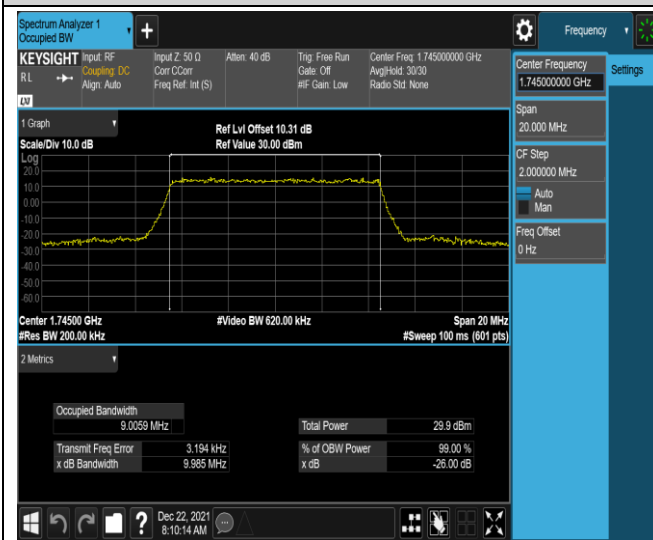 Spectrum Analyzer 1
Occupied BW
+
Frequency
KEYSIGHT
RL
LXI
Input: RF
Coupling: DC
Align: Auto
Input Z: 50 Ω
Corr CCorr
Freq Ref: Int (S)
Atten: 40 dB
Trig: Free Run
Gate: Off
#IF Gain: Low
Center Freq: 1.745000000 GHz
Avg|Hold: 30/30
Radio Std: None
Center Frequency
1.745000000 GHz
Settings
Span
20.000 MHz
CF Step
2.000000 MHz
Auto
Man
Freq Offset
0 Hz
1 Graph
Scale/Div 10.0 dB
Ref Lvl Offset 10.31 dB
Ref Value 30.00 dBm
Log
20.0
10.0
0.00
-10.0
-20.0
-30.0
-50.0
-60.0
Center 1.74500 GHz
#Res BW 200.00 kHz
#Video BW 620.00 kHz
Span 20 MHz
#Sweep 100 ms (601 pts)
2 Metrics
Occupied Bandwidth
9.0059 MHz
Total Power 29.9 dBm
Transmit Freq Error 3.194 kHz
% of OBW Power 99.00 %
x dB Bandwidth 9.985 MHz
x dB -26.00 dB
?
Dec 22, 2021
8:10:14 AM